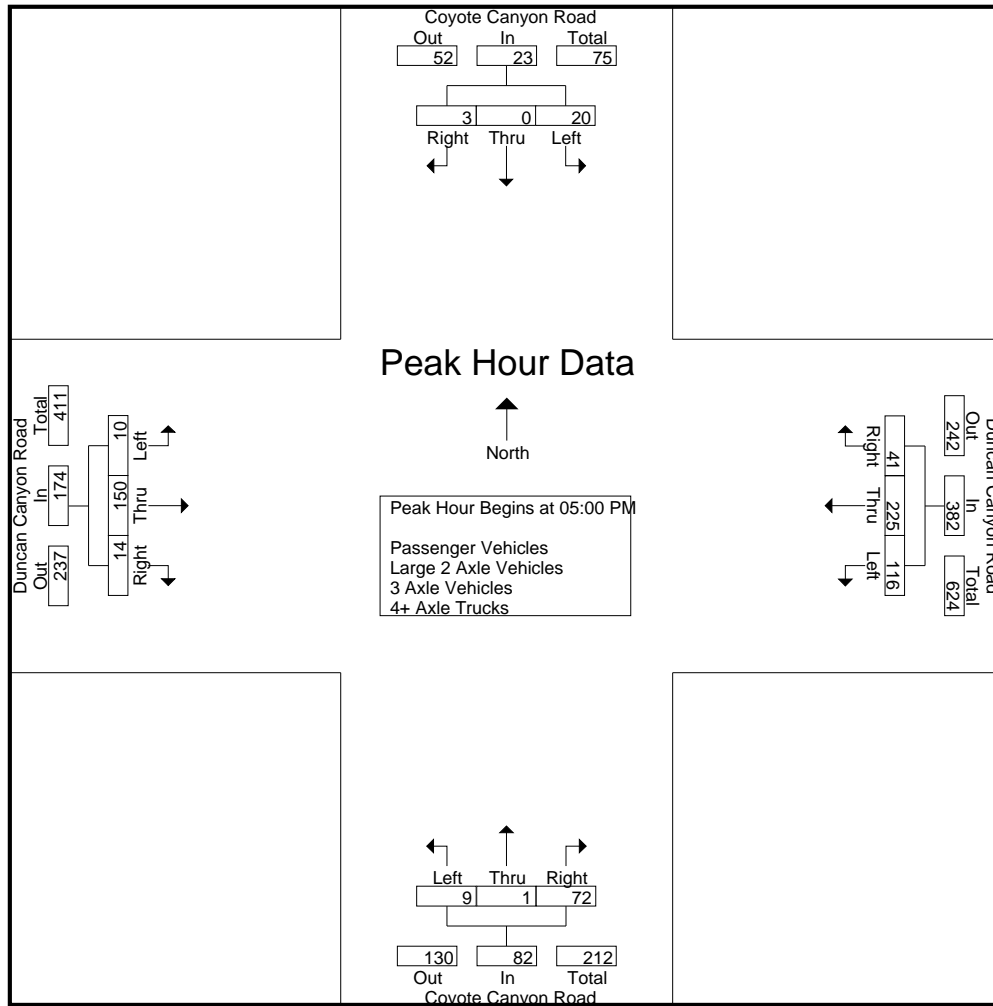 Coyote Canyon Road
Out In Total
52 23 75
3 0 20
Right Thru Left
Peak Hour Data
North
Peak Hour Begins at 05:00 PM
Passenger Vehicles
Large 2 Axle Vehicles
3 Axle Vehicles
4+ Axle Trucks
Duncan Canyon Road
Out In Total
237 174 411
Left Thru Right
10 150 14
Duncan Canyon Road
Out In Total
242 382 624
Right Thru Left
41 225 116
Left Thru Right
9 1 72
130 82 212
Out In Total
Coyote Canyon Road